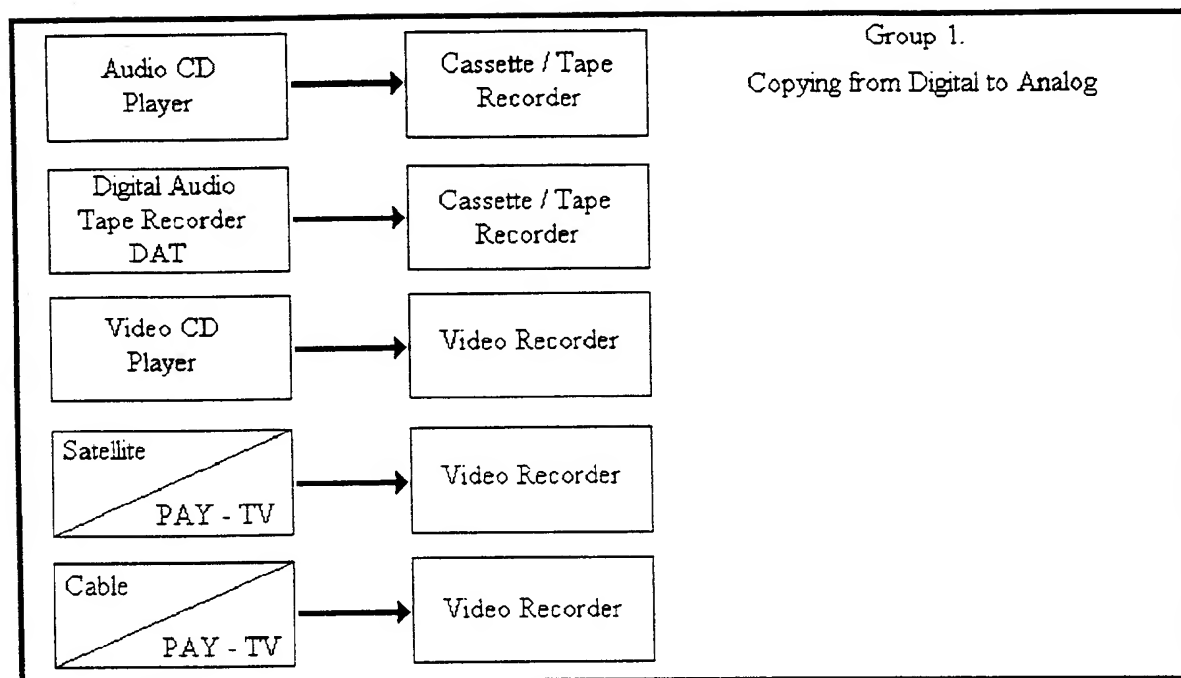 Audio CD
Player
Cassette / Tape
Recorder
Group 1.
Copying from Digital to Analog
Digital Audio
Tape Recorder
DAT
Cassette / Tape
Recorder
Video CD
Player
Video Recorder
Satellite
PAY - TV
Video Recorder
Cable
PAY - TV
Video Recorder